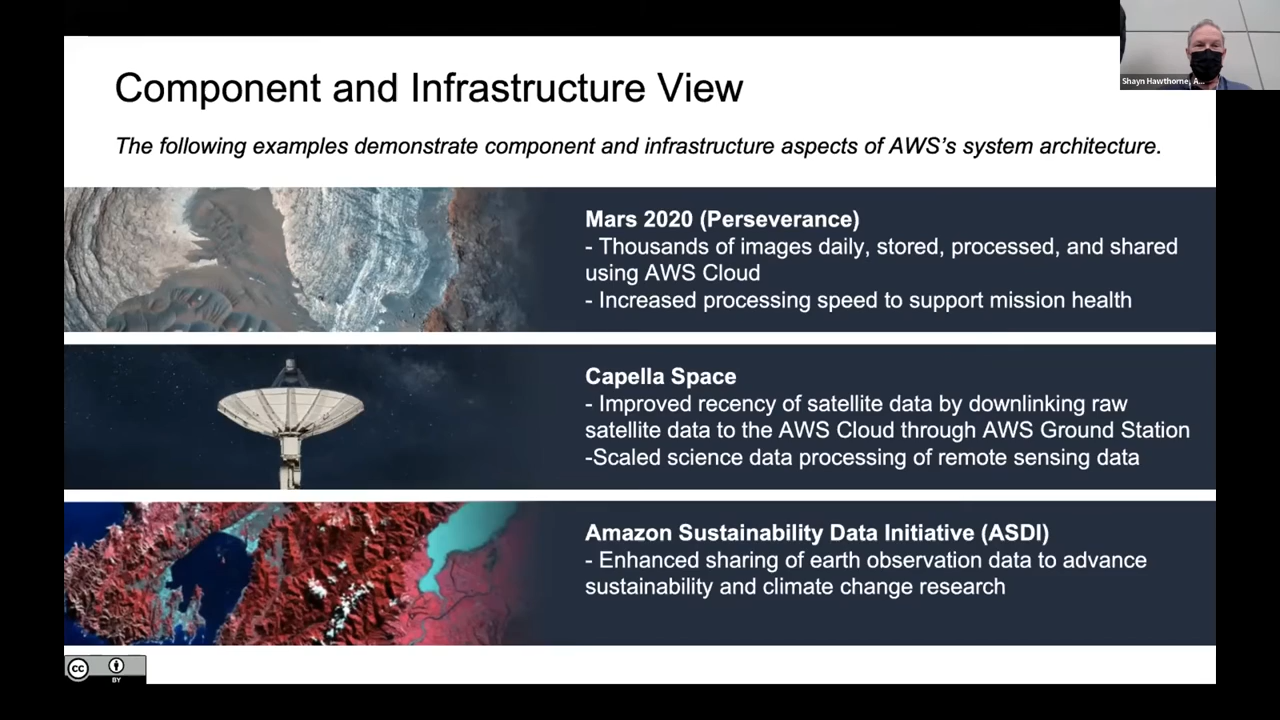 Component and Infrastructure View
The following examples demonstrate component and infrastructure aspects of AWS's system architecture.
Shayn Hawthorne, A...
Mars 2020 (Perseverance)
- Thousands of images daily, stored, processed, and shared
using AWS Cloud
- Increased processing speed to support mission health
Capella Space
- Improved recency of satellite data by downlinking raw
satellite data to the AWS Cloud through AWS Ground Station
-Scaled science data processing of remote sensing data
Amazon Sustainability Data Initiative (ASDI)
- Enhanced sharing of earth observation data to advance
sustainability and climate change research
CC
BY